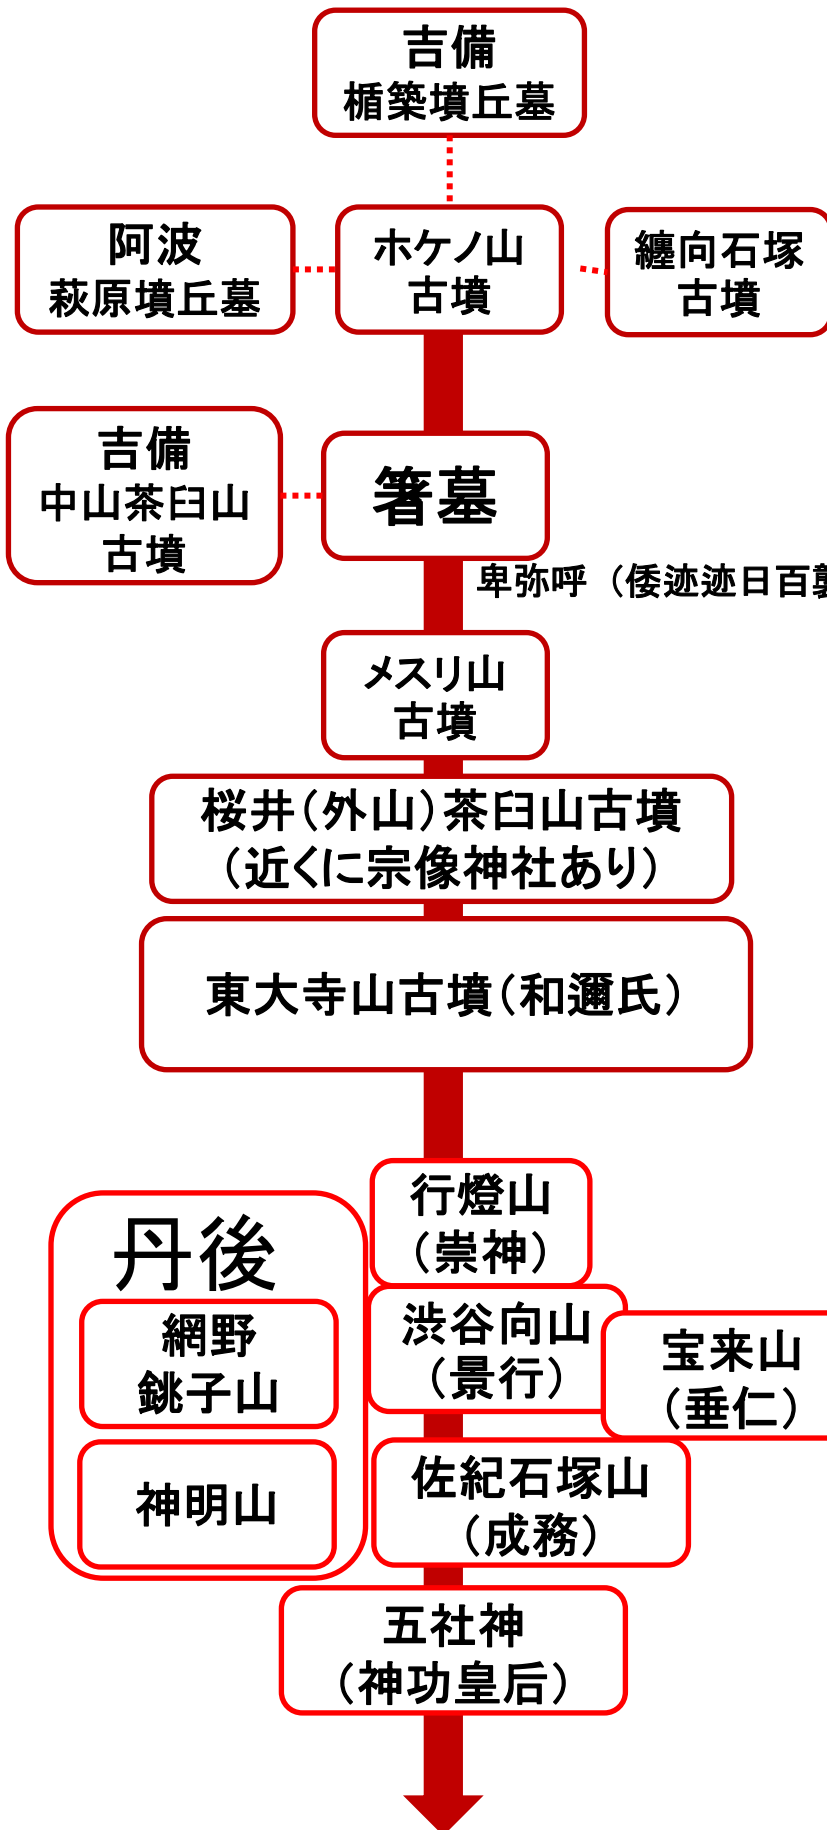 吉備
楯築墳丘墓
阿波
萩原墳丘墓
ホケノ山
古墳
纏向石塚
古墳
吉備
中山茶臼山
古墳
箸墓
卑弥呼（倭迹迹日百襲
メスリ山
古墳
桜井（外山）茶臼山古墳
（近くに宗像神社あり）
東大寺山古墳（和邇氏）
丹後
網野
銚子山
神明山
行燈山
（崇神）
渋谷向山
（景行）
宝来山
（垂仁）
佐紀石塚山
（成務）
五社神
（神功皇后）